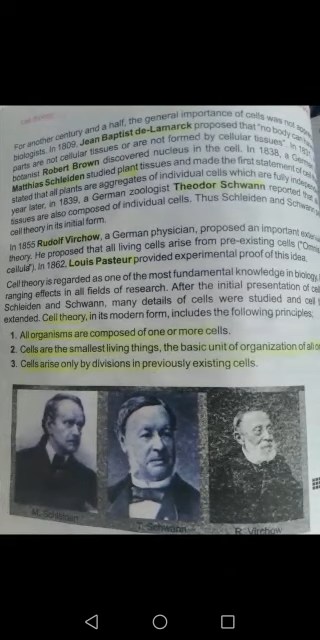 For another century and a half, the general importance of cells was not
biologists. In 1809, Jean Baptist de-Lamarck proposed that "no body can
parts are not cellular tissues or are not formed by cellular tissues". In
botanist Robert Brown discovered nucleus in the cell. In 1838, a
Matthias Schleiden studied plant tissues and made the first statement of
stated that all plants are aggregates of individual cells which are fully
year later, in 1839, a German zoologist Theodor Schwann reported
tissues are also composed of individual cells. Thus Schleiden and
cell theory in its initial form.
In 1855 Rudolf Virchow, a German physician, proposed an important
theory. He proposed that all living cells arise from pre-existing cells
cellula"). In 1862, Louis Pasteur provided experimental proof of this idea.
Cell theory is regarded as one of the most fundamental knowledge in biology.
ranging effects in all fields of research. After the initial presentation of
Schleiden and Schwann, many details of cells were studied and cell
extended. Cell theory, in its modern form, includes the following principles;
1. All organisms are composed of one or more cells.
2. Cells are the smallest living things, the basic unit of organization of all
3. Cells arise only by divisions in previously existing cells.
T. Schwann
R. Virchow